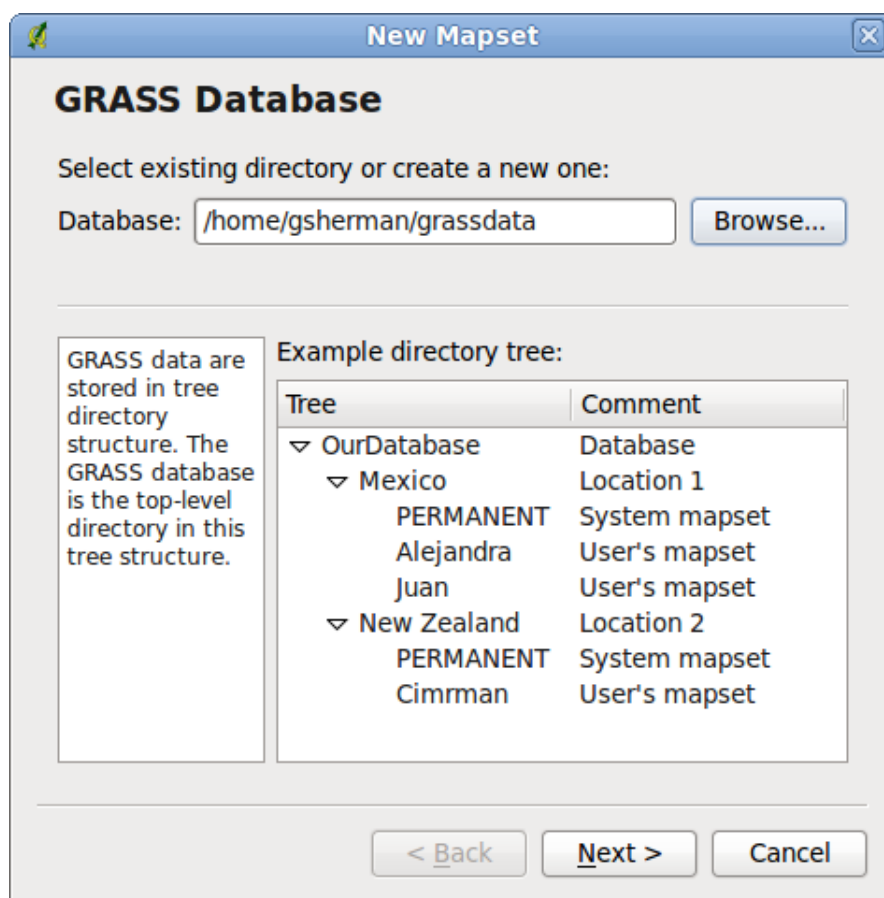 New Mapset
GRASS Database
Select existing directory or create a new one:
Database: /home/gsherman/grassdata Browse...
GRASS data are
stored in tree
directory
structure. The
GRASS database
is the top-level
directory in this
tree structure.
Example directory tree:
Tree Comment
OurDatabase Database
Mexico Location 1
PERMANENT System mapset
Alejandra User's mapset
Juan User's mapset
New Zealand Location 2
PERMANENT System mapset
Cimrman User's mapset
< Back Next > Cancel